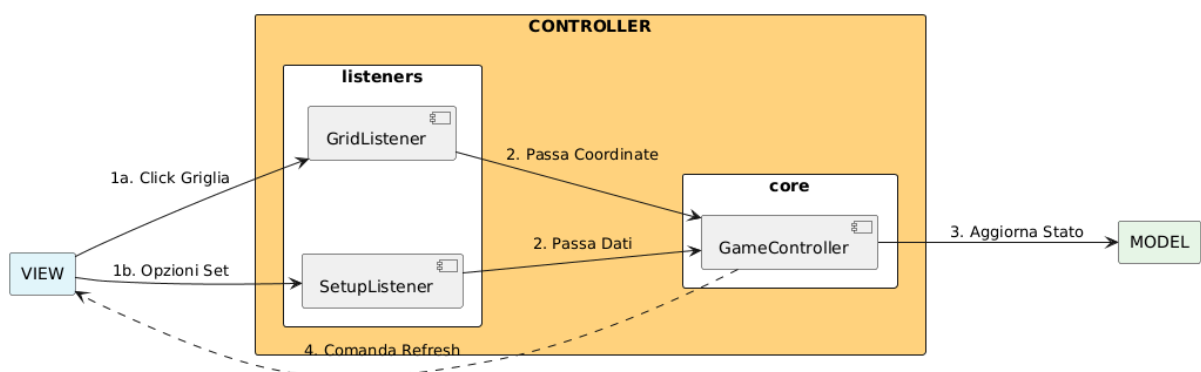 CONTROLLER
listeners
GridListener
1a. Click Griglia
2. Passa Coordinate
core
GameController
3. Aggiorna Stato
MODEL
VIEW
1b. Opzioni Set
SetupListener
2. Passa Dati
4. Comanda Refresh